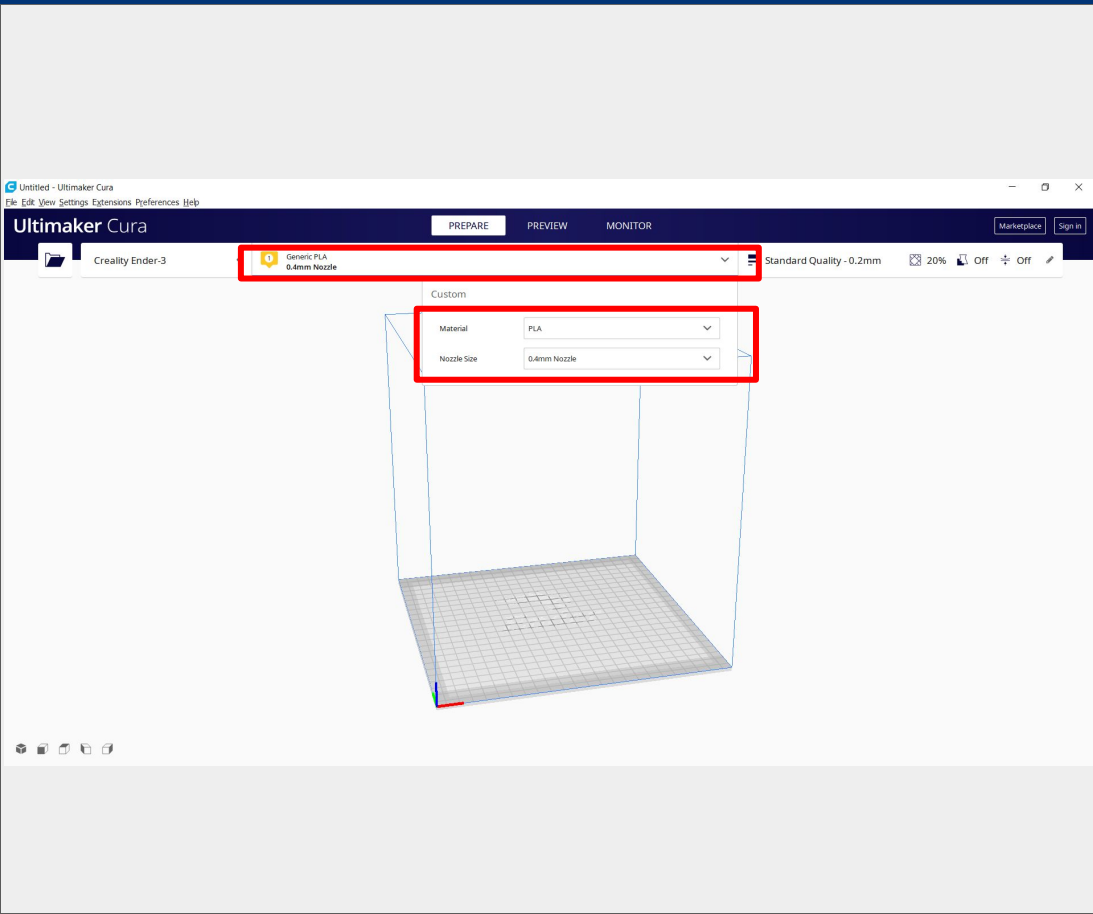 Untitled - Ultimaker Cura
File Edit View Settings Extensions Preferences Help
Ultimaker Cura
PREPARE PREVIEW MONITOR
Marketplace Sign in
Creality Ender-3
1
Generic PLA
0.4mm Nozzle
Standard Quality - 0.2mm
20% Off Off
Custom
Material PLA
Nozzle Size 0.4mm Nozzle